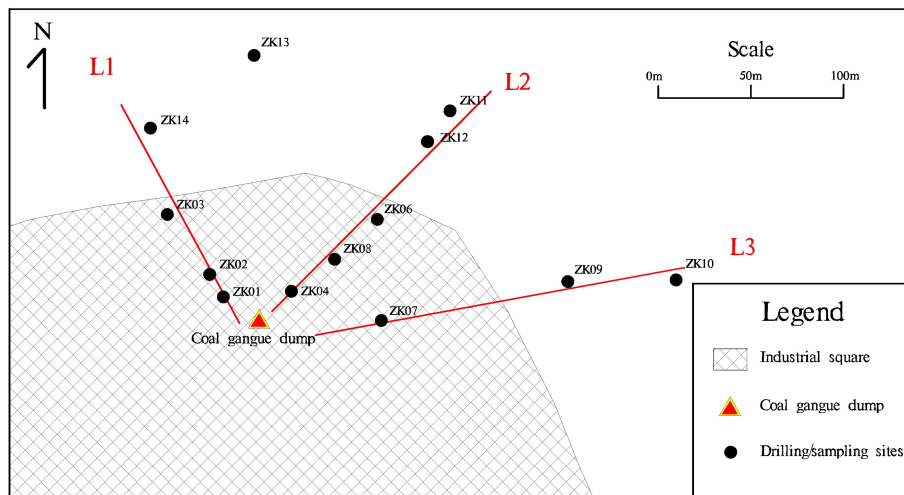 N
ZK13
L1
Scale
0m
50m
100m
L2
ZK11
ZK14
ZK12
ZK03
ZK06
L3
ZK02
ZK08
ZK09
ZK10
ZK01
ZK04
ZK07
Coal gangue dump
Legend
Industrial square
Coal gangue dump
Drilling/sampling sites